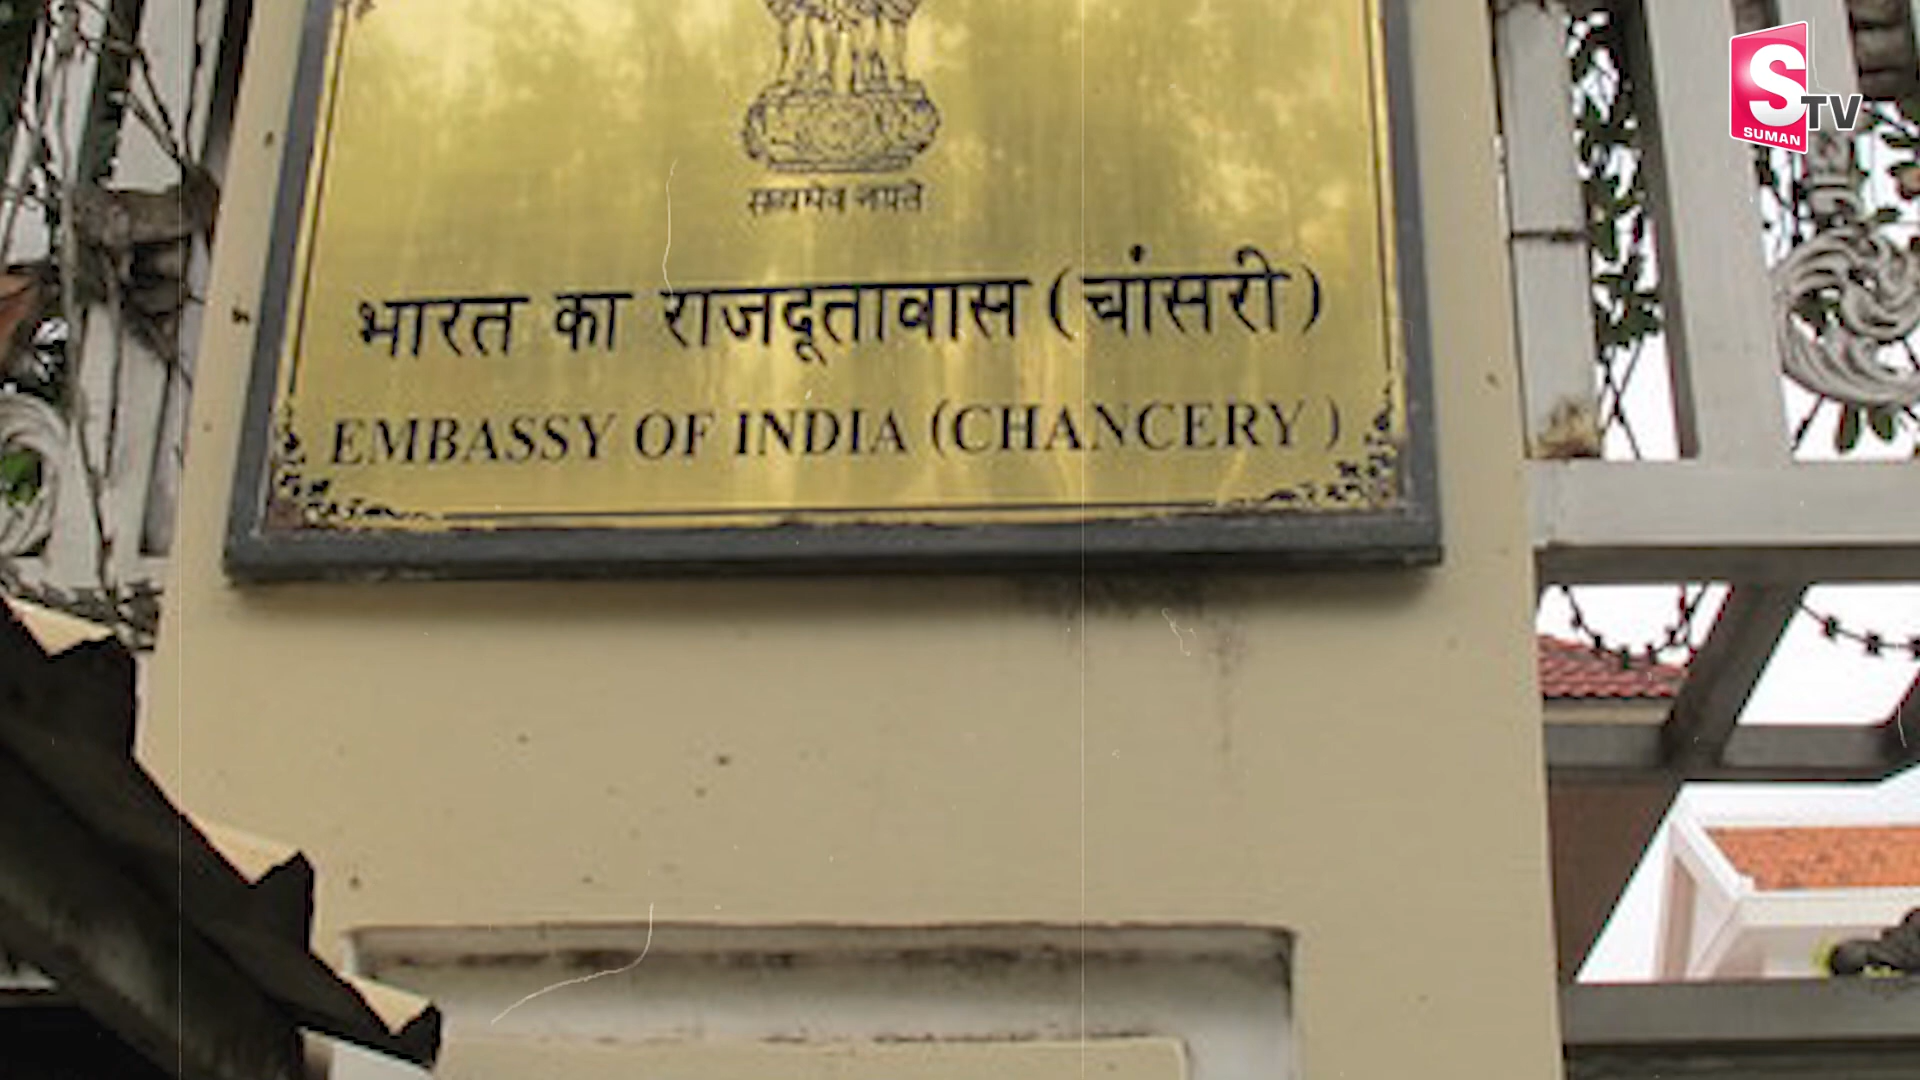 S
TV
SUMAN
सत्यमेव जयते
भारत का राजदूतावास (चांसरी)
EMBASSY OF INDIA (CHANCERY)